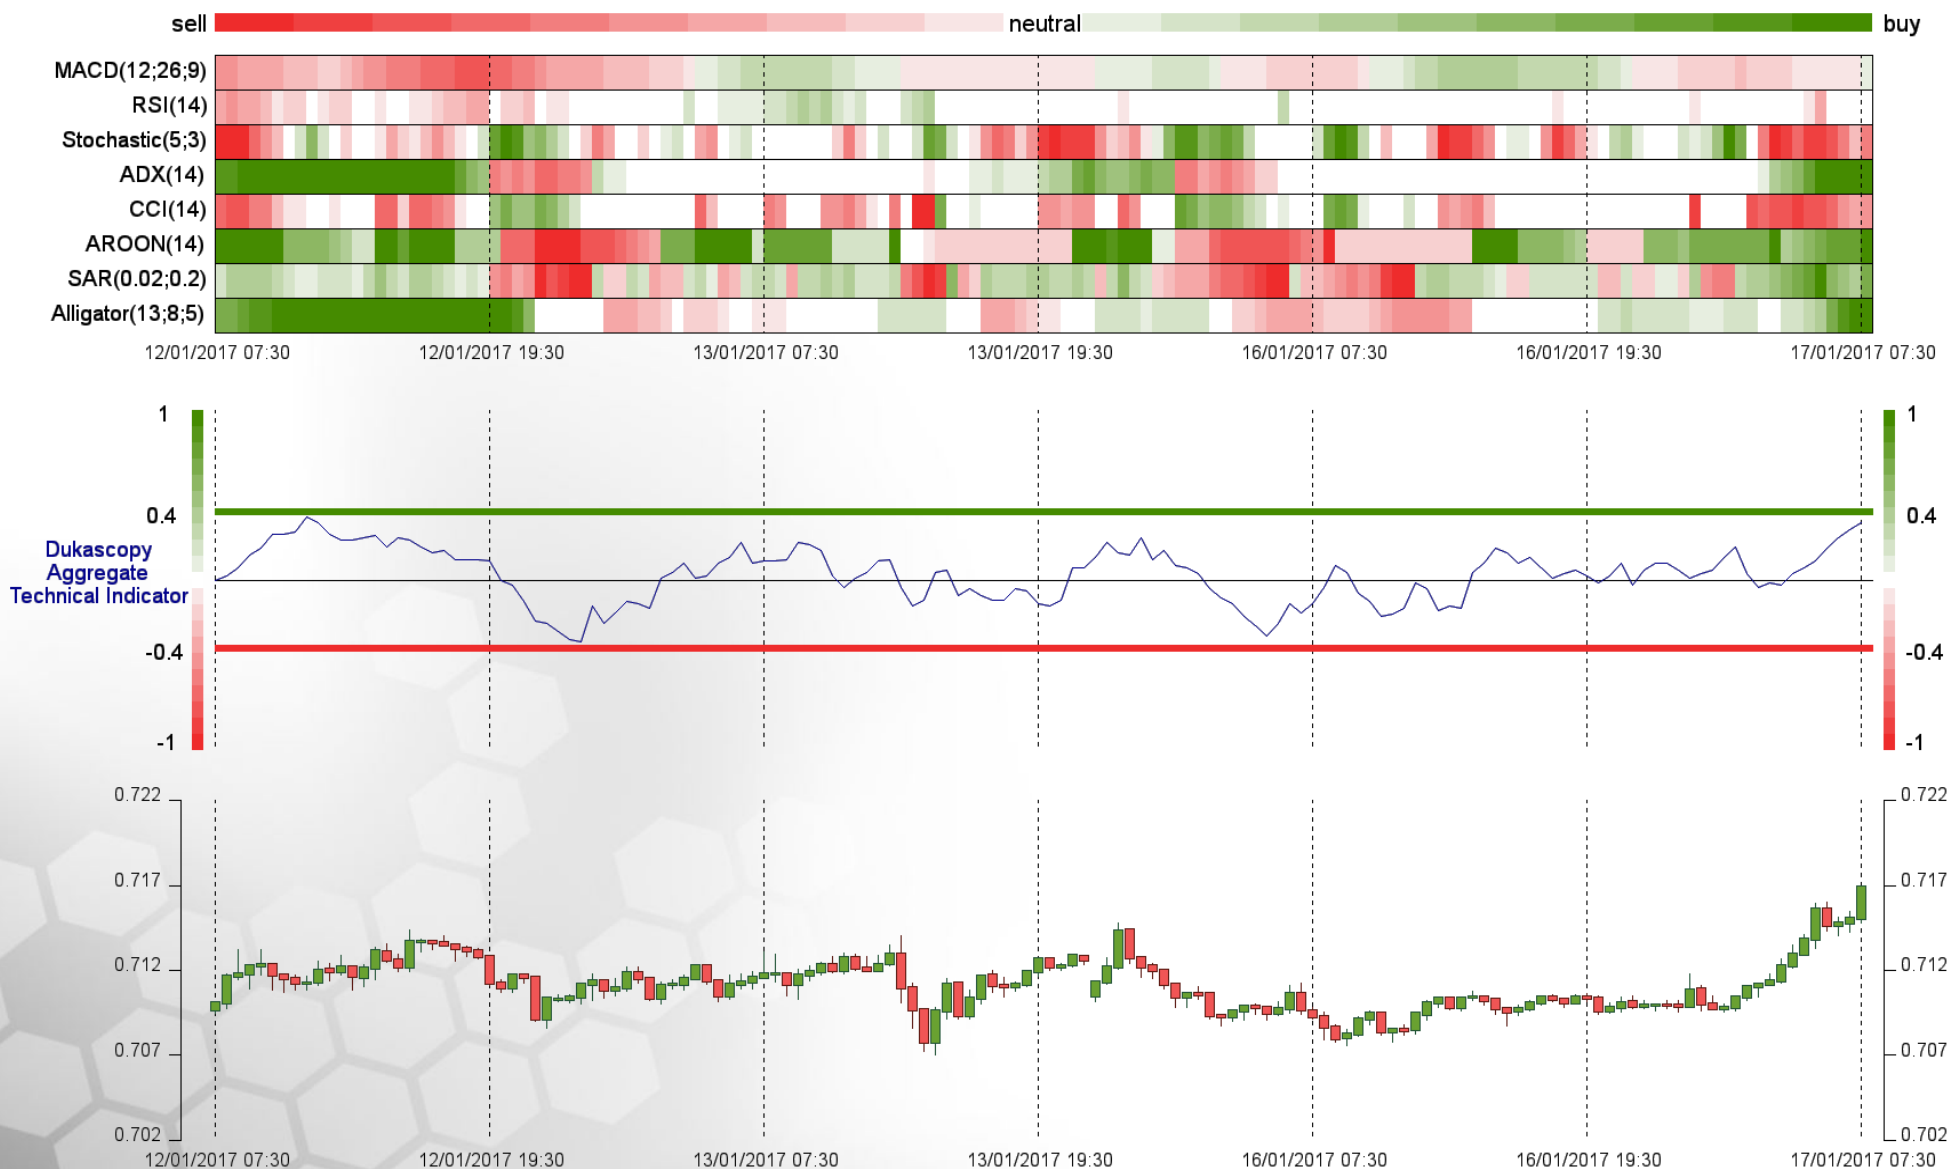 sell neutral buy
MACD(12;26;9)
RSI(14)
Stochastic(5;3)
ADX(14)
CCI(14)
AROON(14)
SAR(0.02;0.2)
Alligator(13;8;5)
12/01/2017 07:30 12/01/2017 19:30 13/01/2017 07:30 13/01/2017 19:30 16/01/2017 07:30 16/01/2017 19:30 17/01/2017 07:30
1 1
0.4 0.4
Dukascopy
Aggregate
Technical Indicator
-0.4 -0.4
-1 -1
0.722 0.722
0.717 0.717
0.712 0.712
0.707 0.707
0.702 0.702
12/01/2017 07:30 12/01/2017 19:30 13/01/2017 07:30 13/01/2017 19:30 16/01/2017 07:30 16/01/2017 19:30 17/01/2017 07:30